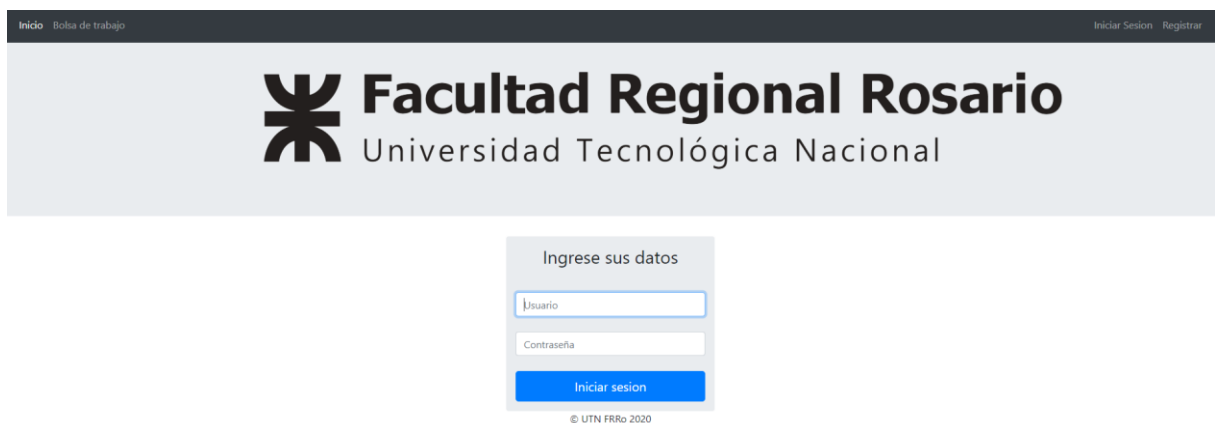 Inicio Bolsa de trabajo Iniciar Sesion Registrar
Facultad Regional Rosario
Universidad Tecnológica Nacional
Ingrese sus datos
Usuario
Contraseña
Iniciar sesion
© UTN FRRo 2020